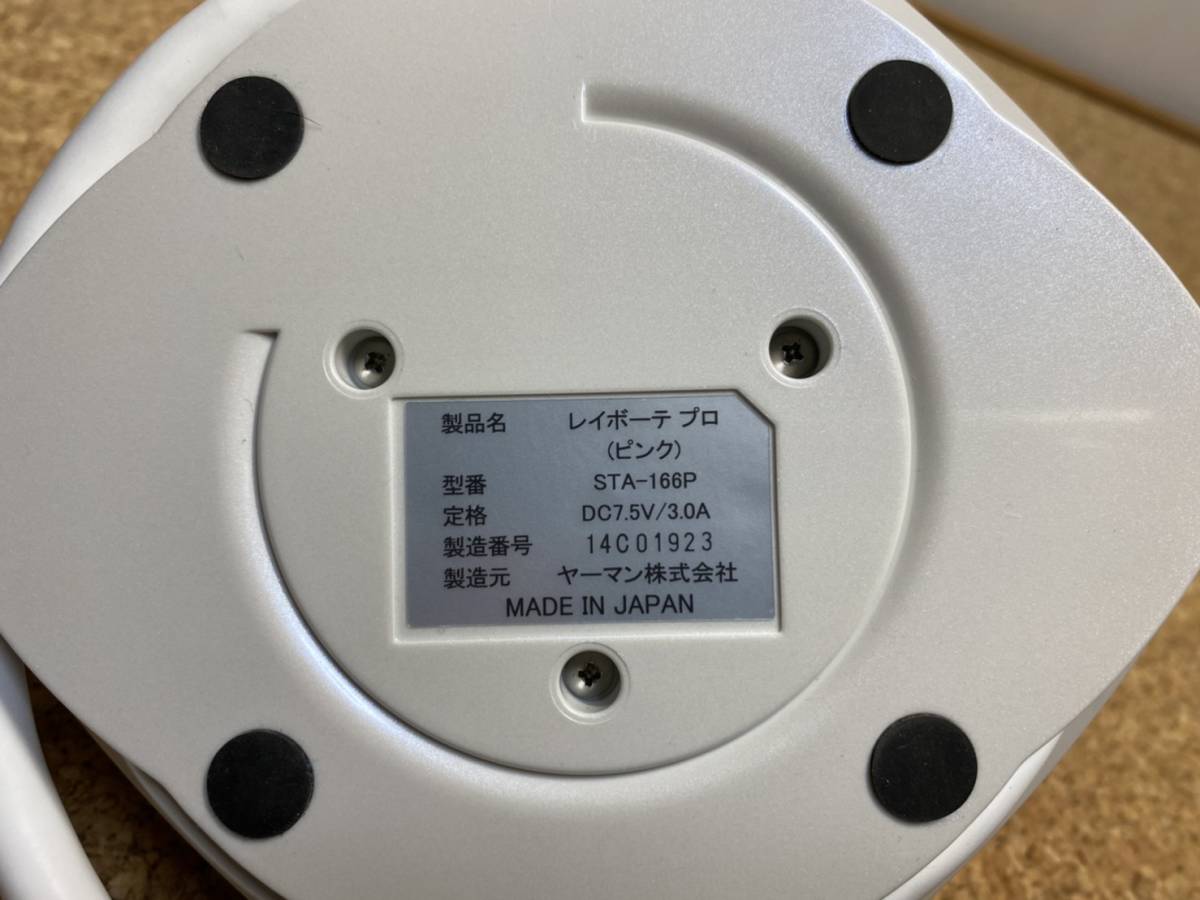 製品名 レイボーテ プロ
(ピンク)
型番 STA-166P
定格 DC7.5V/3.0A
製造番号 14C01923
製造元 ヤーマン株式会社
MADE IN JAPAN